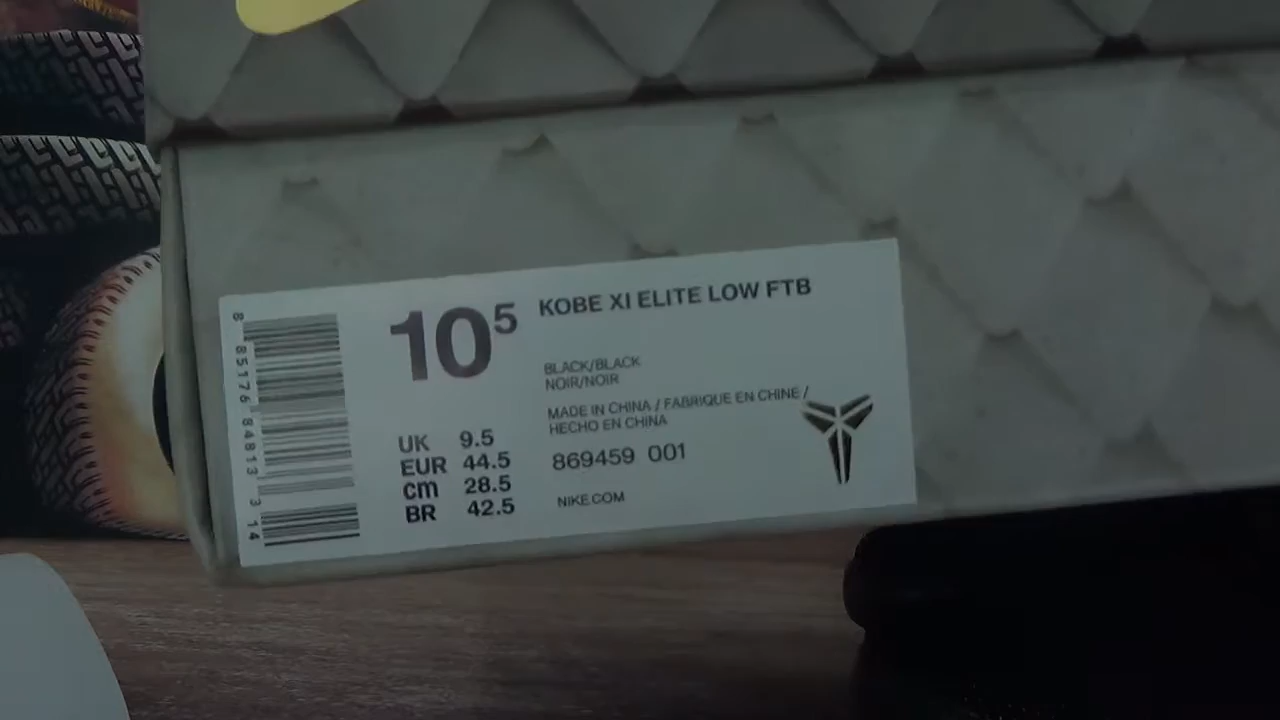 8 85176 84813 3 14
10⁵
KOBE XI ELITE LOW FTB
BLACK/BLACK
NOIR/NOIR
MADE IN CHINA / FABRIQUE EN CHINE /
HECHO EN CHINA
869459 001
NIKE.COM
UK 9.5
EUR 44.5
cm 28.5
BR 42.5